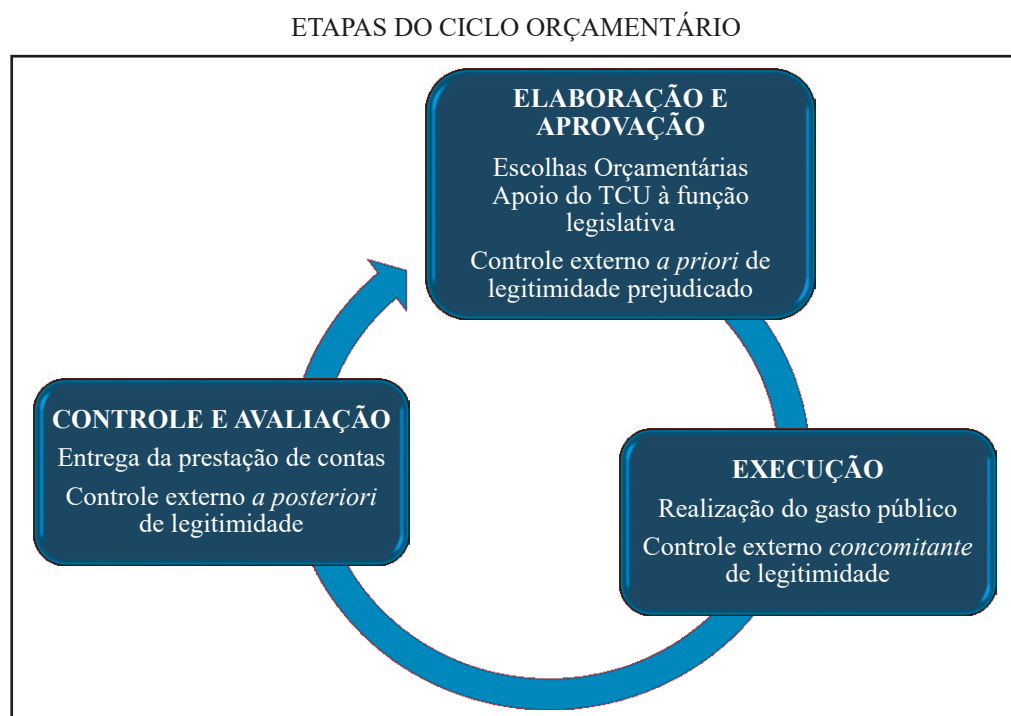 ETAPAS DO CICLO ORÇAMENTÁRIO
ELABORAÇÃO E
APROVAÇÃO
Escolhas Orçamentárias
Apoio do TCU à função
legislativa
Controle externo a priori de
legitimidade prejudicado
CONTROLE E AVALIAÇÃO
Entrega da prestação de contas
Controle externo a posteriori
de legitimidade
EXECUÇÃO
Realização do gasto público
Controle externo concomitante
de legitimidade